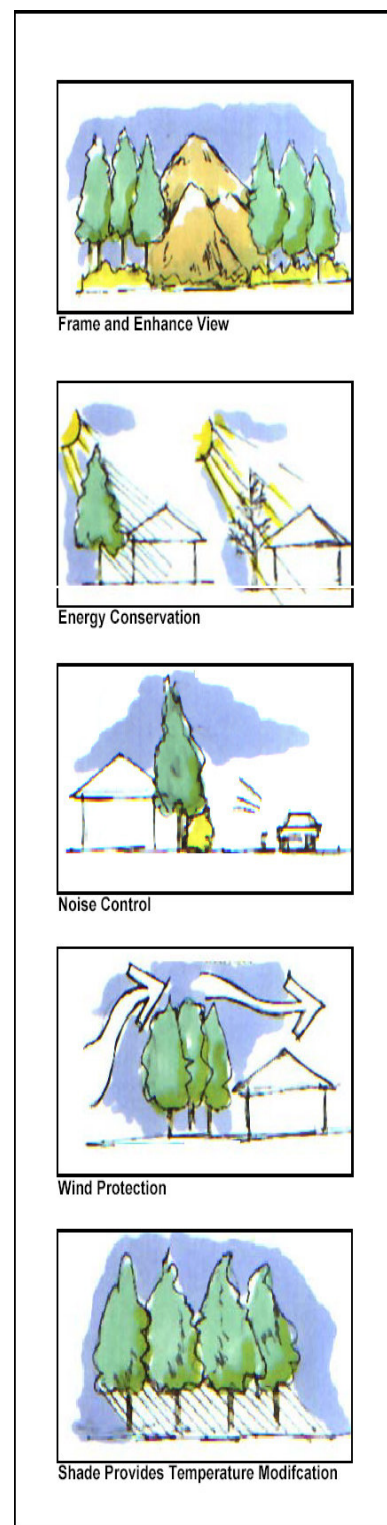 Frame and Enhance View
Energy Conservation
Noise Control
Wind Protection
Shade Provides Temperature Modifcation